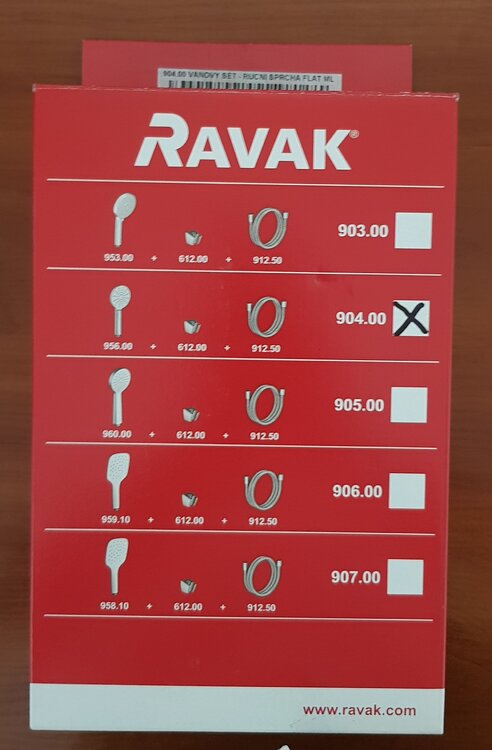 904.00 VANOVY SET - RUCNI SPRCHA FLAT ML
RAVAK®
953.00 + 612.00 + 912.50 903.00
956.00 + 612.00 + 912.50 904.00
960.00 + 612.00 + 912.50 905.00
959.10 + 612.00 + 912.50 906.00
958.10 + 612.00 + 912.50 907.00
www.ravak.com